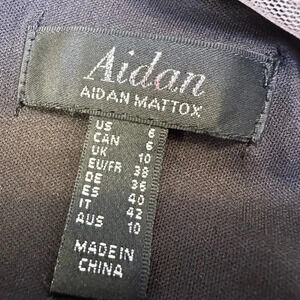 Aidan
AIDAN MATTOX
US 6
CAN 6
UK 10
EU/FR 38
DE 36
ES 40
IT 42
AUS 10
MADE IN
CHINA